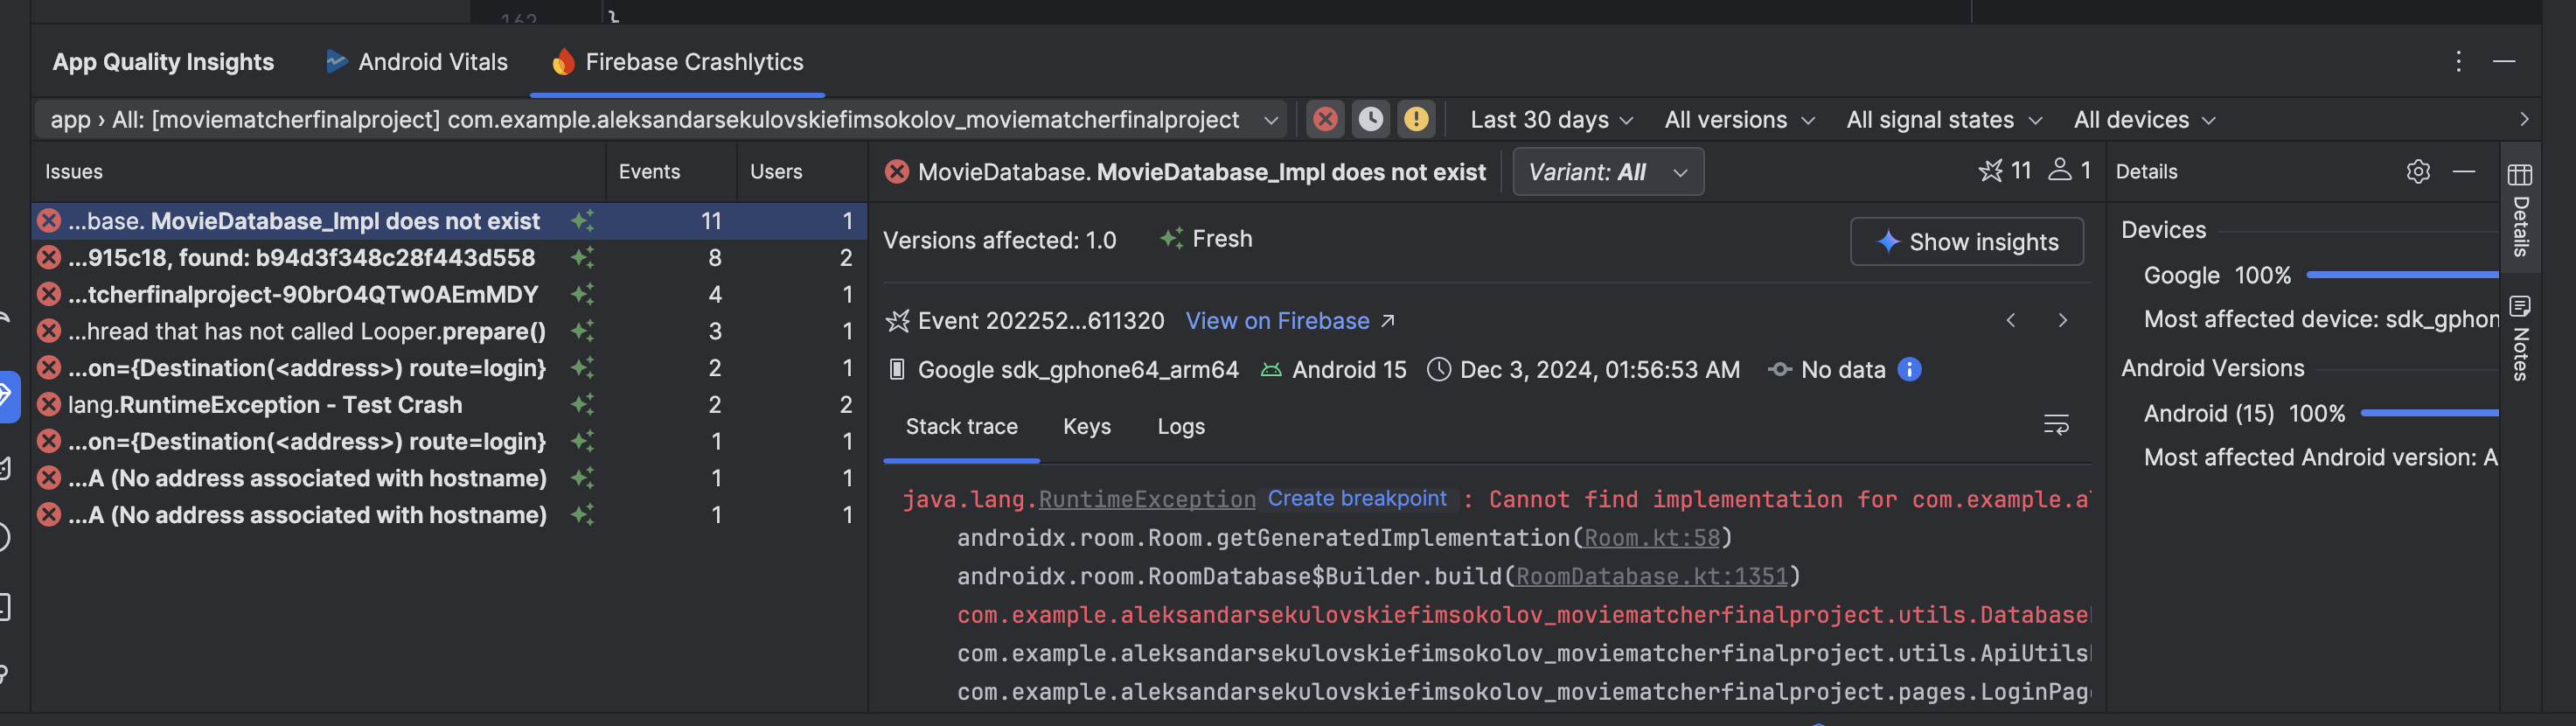 162 }
App Quality Insights Android Vitals Firebase Crashlytics
app › All: [moviematcherfinalproject] com.example.aleksandarsekulovskiefimsokolov_moviematcherfinalproject Last 30 days All versions All signal states All devices
Issues Events Users
...base. MovieDatabase_Impl does not exist 11 1
...915c18, found: b94d3f348c28f443d558 8 2
...tcherfinalproject-90brO4QTw0AEmMDY 4 1
...hread that has not called Looper.prepare() 3 1
...on={Destination(<address>) route=login} 2 1
lang.RuntimeException - Test Crash 2 2
...on={Destination(<address>) route=login} 1 1
...A (No address associated with hostname) 1 1
...A (No address associated with hostname) 1 1
MovieDatabase. MovieDatabase_Impl does not exist Variant: All 11 1
Versions affected: 1.0 Fresh Show insights
Event 202252...611320 View on Firebase ↗
Google sdk_gphone64_arm64 Android 15 Dec 3, 2024, 01:56:53 AM No data
Stack trace Keys Logs
java.lang.RuntimeException Create breakpoint : Cannot find implementation for com.example.al
androidx.room.Room.getGeneratedImplementation(Room.kt:58)
androidx.room.RoomDatabase$Builder.build(RoomDatabase.kt:1351)
com.example.aleksandarsekulovskiefimsokolov_moviematcherfinalproject.utils.Database
com.example.aleksandarsekulovskiefimsokolov_moviematcherfinalproject.utils.ApiUtils
com.example.aleksandarsekulovskiefimsokolov_moviematcherfinalproject.pages.LoginPag
Details
Devices
Google 100%
Most affected device: sdk_gphon
Android Versions
Android (15) 100%
Most affected Android version: A
Details
Notes